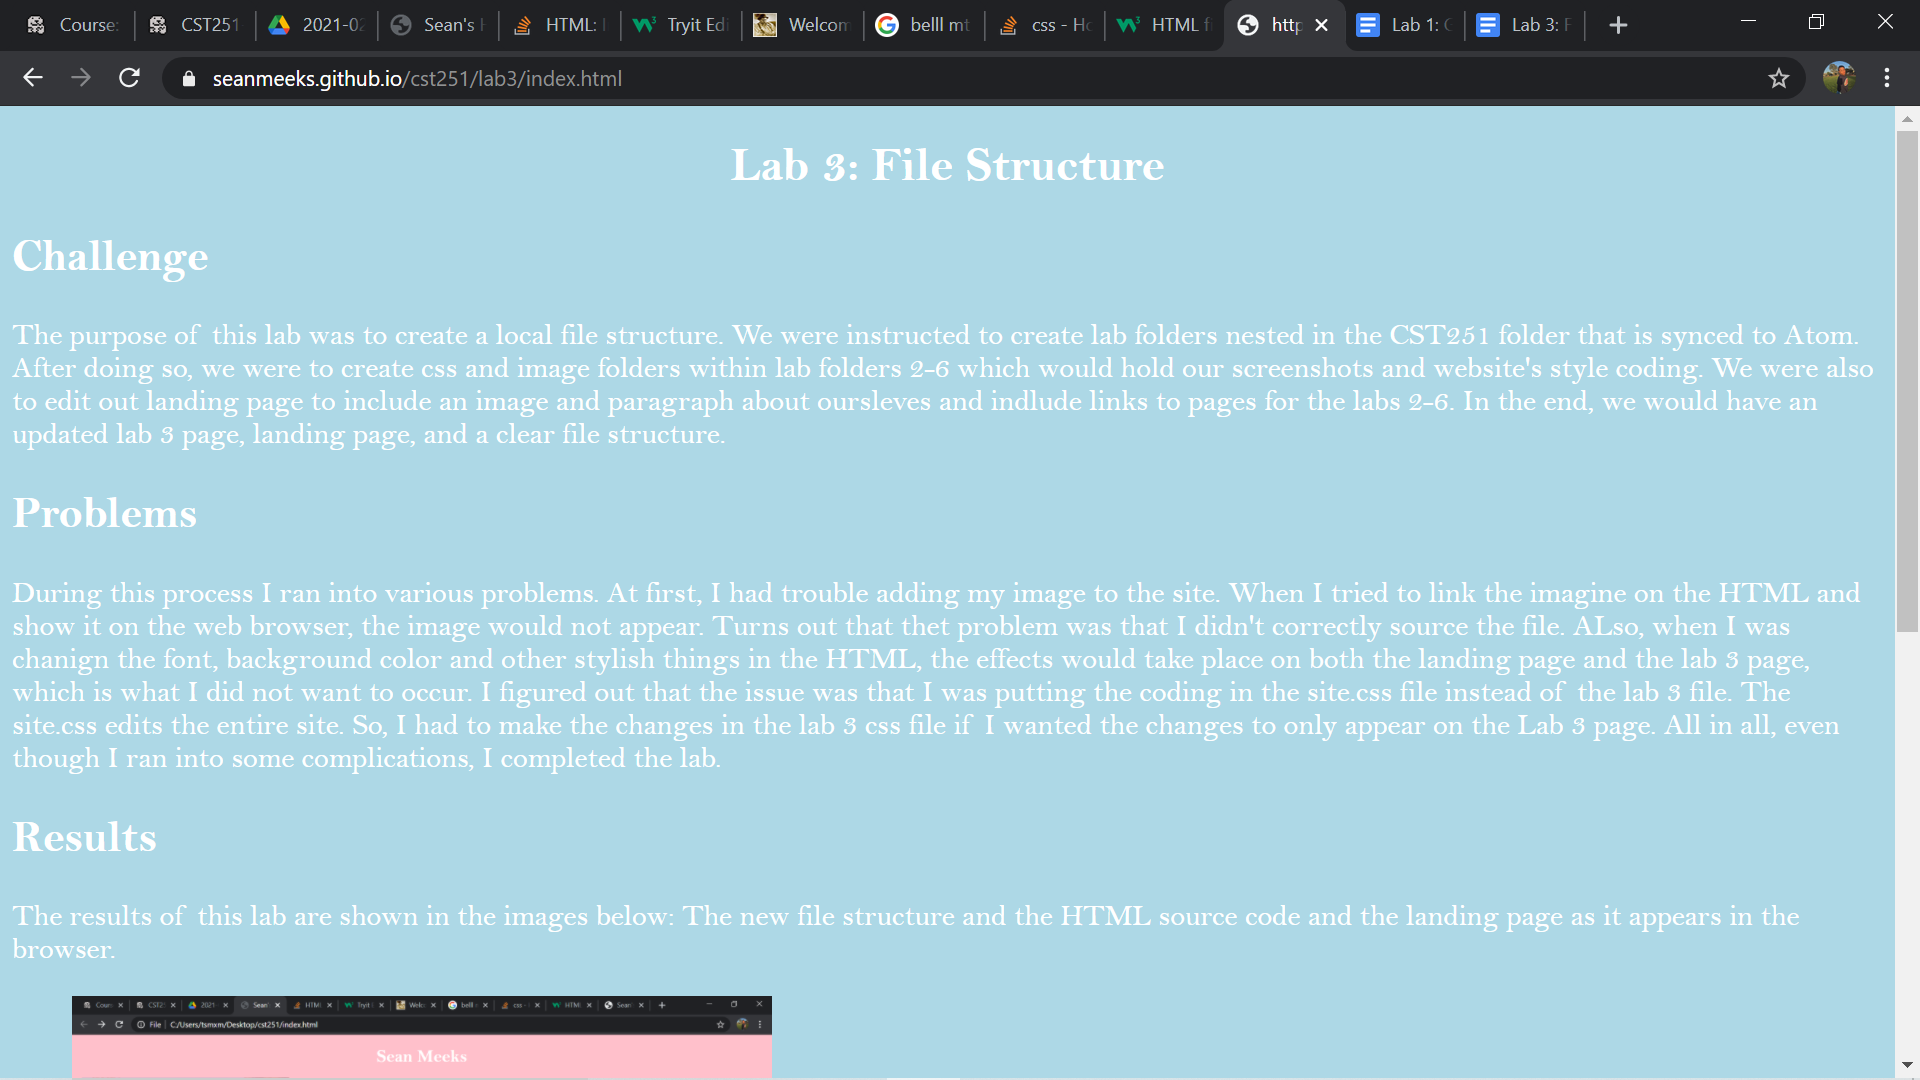 Course:
CST251
2021-02
Sean's H
HTML:
Tryit Edi
Welcom
belll mt
css - Ho
HTML f
http
Lab 1:
Lab 3: F
seanmeeks.github.io/cst251/lab3/index.html
Lab 3: File Structure
Challenge
The purpose of this lab was to create a local file structure. We were instructed to create lab folders nested in the CST251 folder that is synced to Atom.
After doing so, we were to create css and image folders within lab folders 2-6 which would hold our screenshots and website's style coding. We were also
to edit out landing page to include an image and paragraph about oursleves and indlude links to pages for the labs 2-6. In the end, we would have an
updated lab 3 page, landing page, and a clear file structure.
Problems
During this process I ran into various problems. At first, I had trouble adding my image to the site. When I tried to link the imagine on the HTML and
show it on the web browser, the image would not appear. Turns out that thet problem was that I didn't correctly source the file. ALso, when I was
chanign the font, background color and other stylish things in the HTML, the effects would take place on both the landing page and the lab 3 page,
which is what I did not want to occur. I figured out that the issue was that I was putting the coding in the site.css file instead of the lab 3 file. The
site.css edits the entire site. So, I had to make the changes in the lab 3 css file if I wanted the changes to only appear on the Lab 3 page. All in all, even
though I ran into some complications, I completed the lab.
Results
The results of this lab are shown in the images below: The new file structure and the HTML source code and the landing page as it appears in the
browser.
Cours
CST2
2021
Sean
HTML
Tryit
Welc
belll
css -
HTM
Sean
File C:/Users/tsmxm/Desktop/cst251/index.html
Sean Meeks